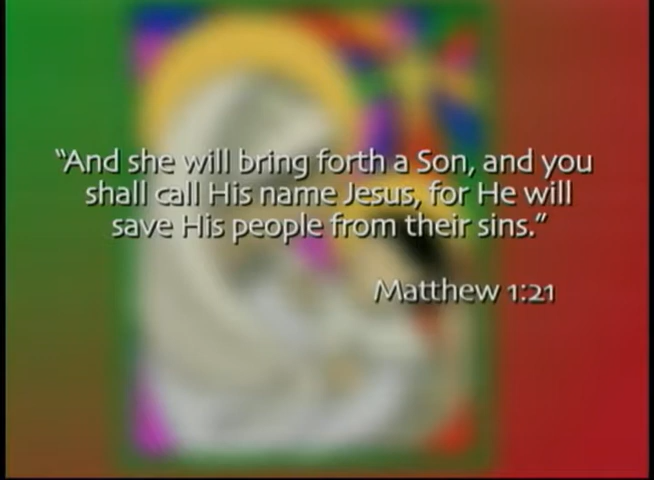 “And she will bring forth a Son, and you
shall call His name Jesus, for He will
save His people from their sins.”
Matthew 1:21